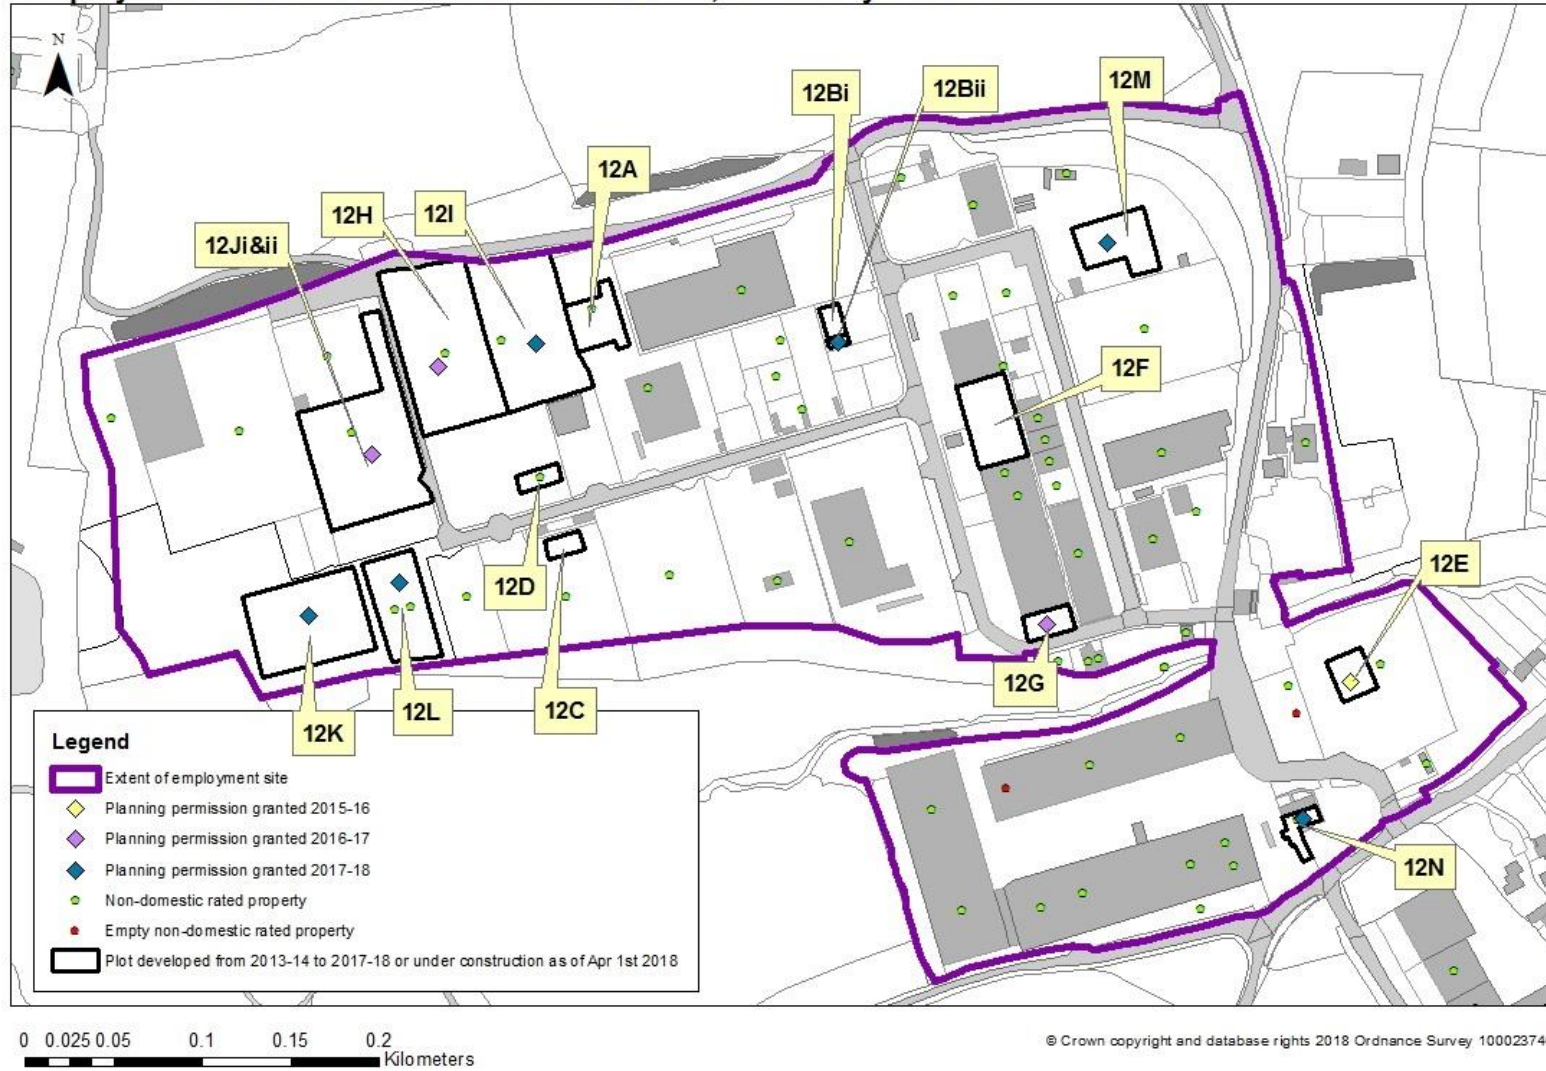 N
12Bi
12Bii
12M
12A
12H
12I
12Ji&ii
12F
12E
12D
12G
12C
12L
12K
12N
Legend
Extent of employment site
Planning permission granted 2015-16
Planning permission granted 2016-17
Planning permission granted 2017-18
Non-domestic rated property
Empty non-domestic rated property
Plot developed from 2013-14 to 2017-18 or under construction as of Apr 1st 2018
0 0.025 0.05 0.1 0.15 0.2
Kilometers
© Crown copyright and database rights 2018 Ordnance Survey 10002374